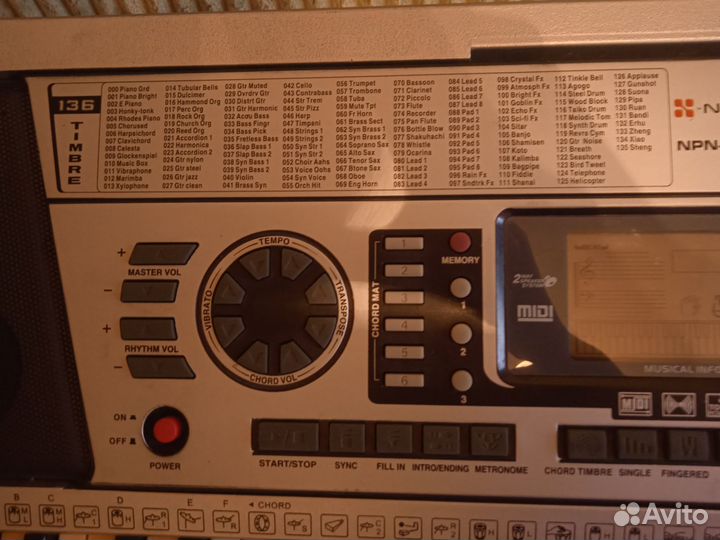 136
TIMBRE
000 Piano Grd
001 Piano Bright
002 E Piano
003 Honky-tonk
004 Rhodes Piano
005 Chorused
006 Harpsichord
007 Clavichord
008 Celesta
009 Glockenspiel
010 Music Box
011 Vibraphone
012 Marimba
013 Xylophone
014 Tubular Bells
015 Dulcimer
016 Hammond Org
017 Perc Org
018 Rock Org
019 Church Org
020 Reed Org
021 Accordion 1
022 Harmonica
023 Accordion 2
024 Gtr nylon
025 Gtr steel
026 Gtr jazz
027 Gtr clean
028 Gtr Muted
029 Ovrdrv Gtr
030 Distrt Gtr
031 Gtr Harmonic
032 Acou Bass
033 Bass Fingr
034 Bass Pick
035 Fretless Bass
036 Slap Bass 1
037 Slap Bass 2
038 Syn Bass 1
039 Syn Bass 2
040 Violin
041 Brass Syn
042 Cello
043 Contrabass
044 Str Trem
045 Str Pizz
046 Harp
047 Timpani
048 Strings 1
049 Strings 2
050 Syn Str 1
051 Syn Str 2
052 Choir Aahs
053 Voice Oohs
054 Syn Voice
055 Orch Hit
056 Trumpet
057 Trombone
058 Tuba
059 Mute Tpt
060 Fr Horn
061 Brass Sect
062 Syn Brass 1
063 Syn Brass 2
064 Soprano Sax
065 Alto Sax
066 Tenor Sax
067 Btone Sax
068 Oboe
069 Eng Horn
070 Bassoon
071 Clarinet
072 Piccolo
073 Flute
074 Recorder
075 Pan Flute
076 Bottle Blow
077 Shakuhachi
078 Whistle
079 Ocarina
080 Lead 1
081 Lead 2
082 Lead 3
083 Lead 4
084 Lead 5
085 Lead 6
086 Lead 7
087 Lead 8
088 Pad 1
089 Pad 2
090 Pad 3
091 Pad 4
092 Pad 5
093 Pad 6
094 Pad 7
095 Pad 8
096 Rain Fx
097 Sndtrk Fx
098 Crystal Fx
099 Atmosph Fx
100 Bright Fx
101 Goblin Fx
102 Echo Fx
103 Sci-fi Fx
104 Sitar
105 Banjo
106 Shamisen
107 Koto
108 Kalimba
109 Bagpipe
110 Fiddle
111 Shanai
112 Tinkle Bell
113 Agogo
114 Steel Drum
115 Wood Block
116 Taiko Drum
117 Melodic Tom
118 Synth Drum
119 Revrs Cym
120 Gtr Noise
121 Breath
122 Seashore
123 Bird Tweet
124 Telephone
125 Helicopter
126 Applause
127 Gunshot
128 Suona
129 Pipa
130 Ruan
131 Bandi
132 Erhu
133 Zheng
134 Xiao
135 Sheng
NPN-
+
MASTER VOL
−
+
RHYTHM VOL
−
TEMPO
VIBRATO
TRANSPOSE
CHORD VOL
CHORD MAT
1
2
3
4
5
6
MEMORY
1
2
3
2 WAY SPEAKER SYSTEM
MIDI
MUSICAL INFO
MIDI
ON
OFF
POWER
START/STOP
SYNC
FILL IN
INTRO/ENDING
METRONOME
CHORD TIMBRE
SINGLE
FINGERED
B
C
D
E
F
CHORD
M L
M H
C 1
H
R 1
C 2
R 2
Avito